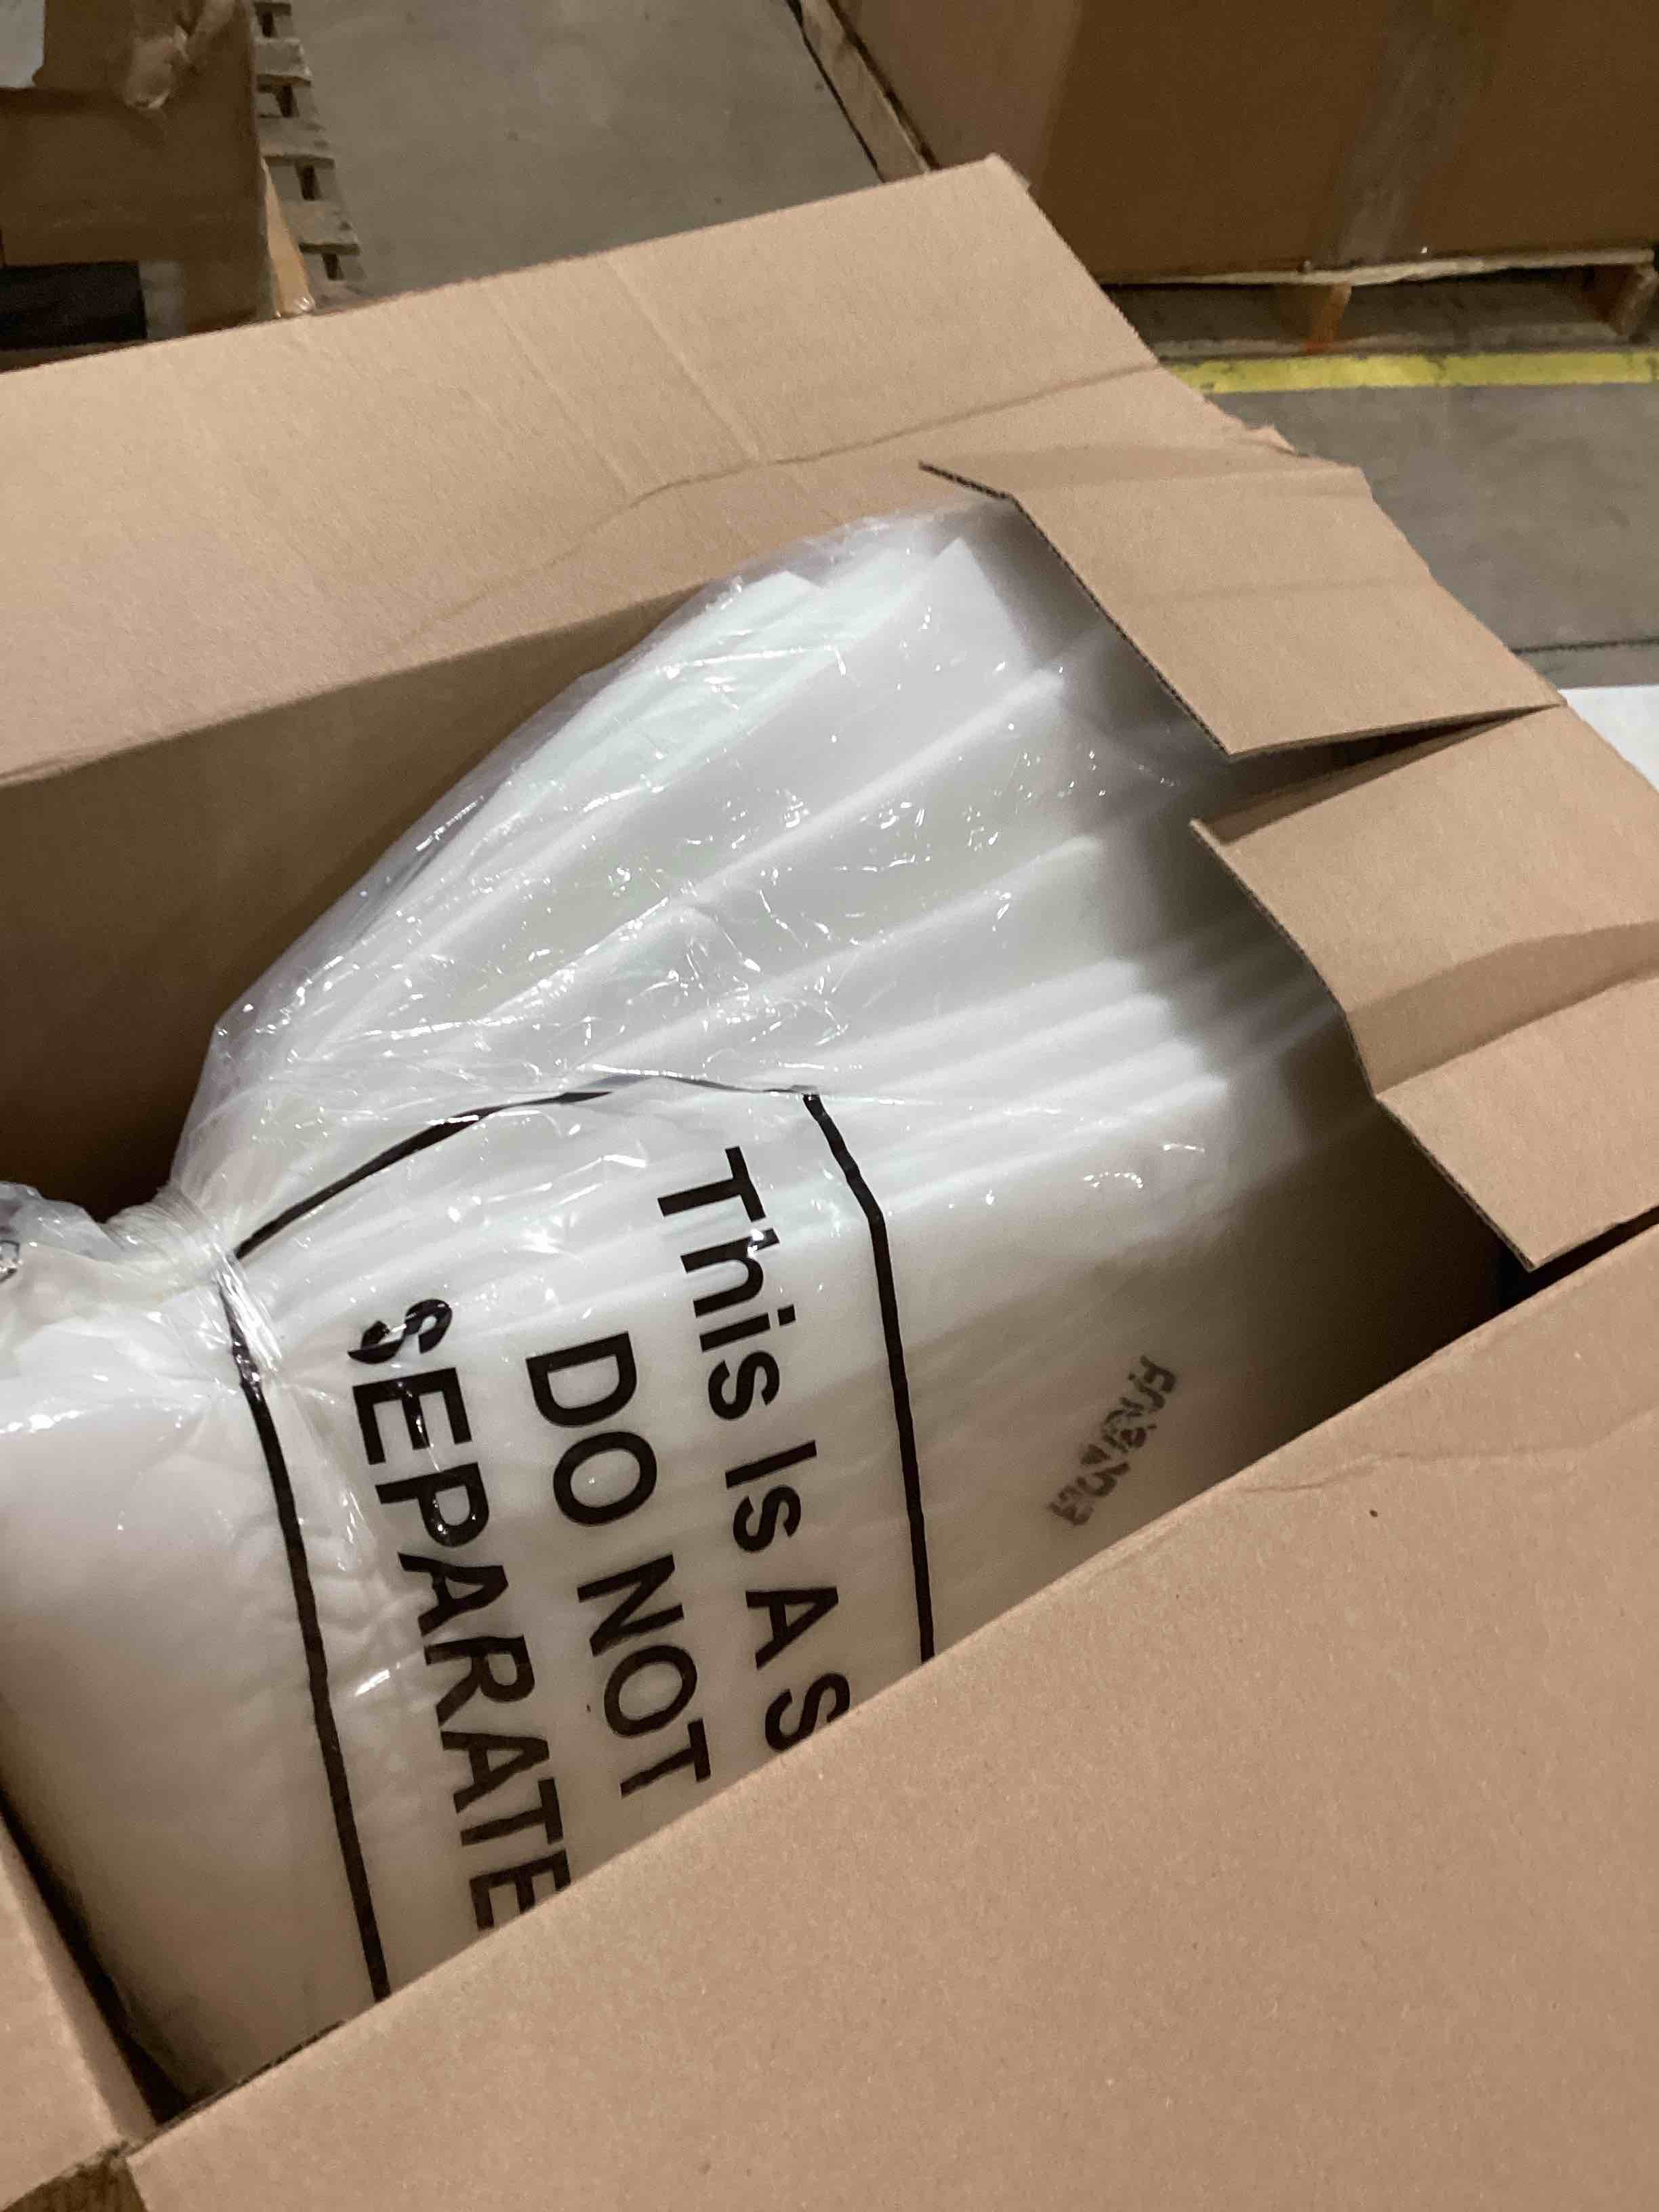 This Is A S
DO NOT
SEPARATE